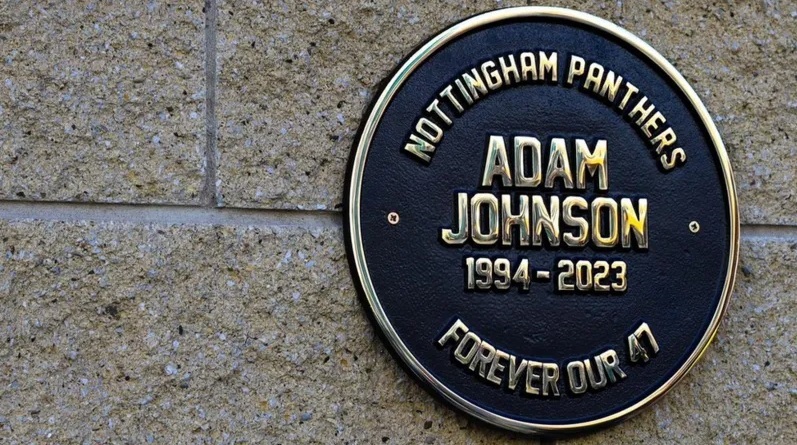 NOTTINGHAM PANTHERS
ADAM
JOHNSON
1994-2023
FOREVER OUR 47